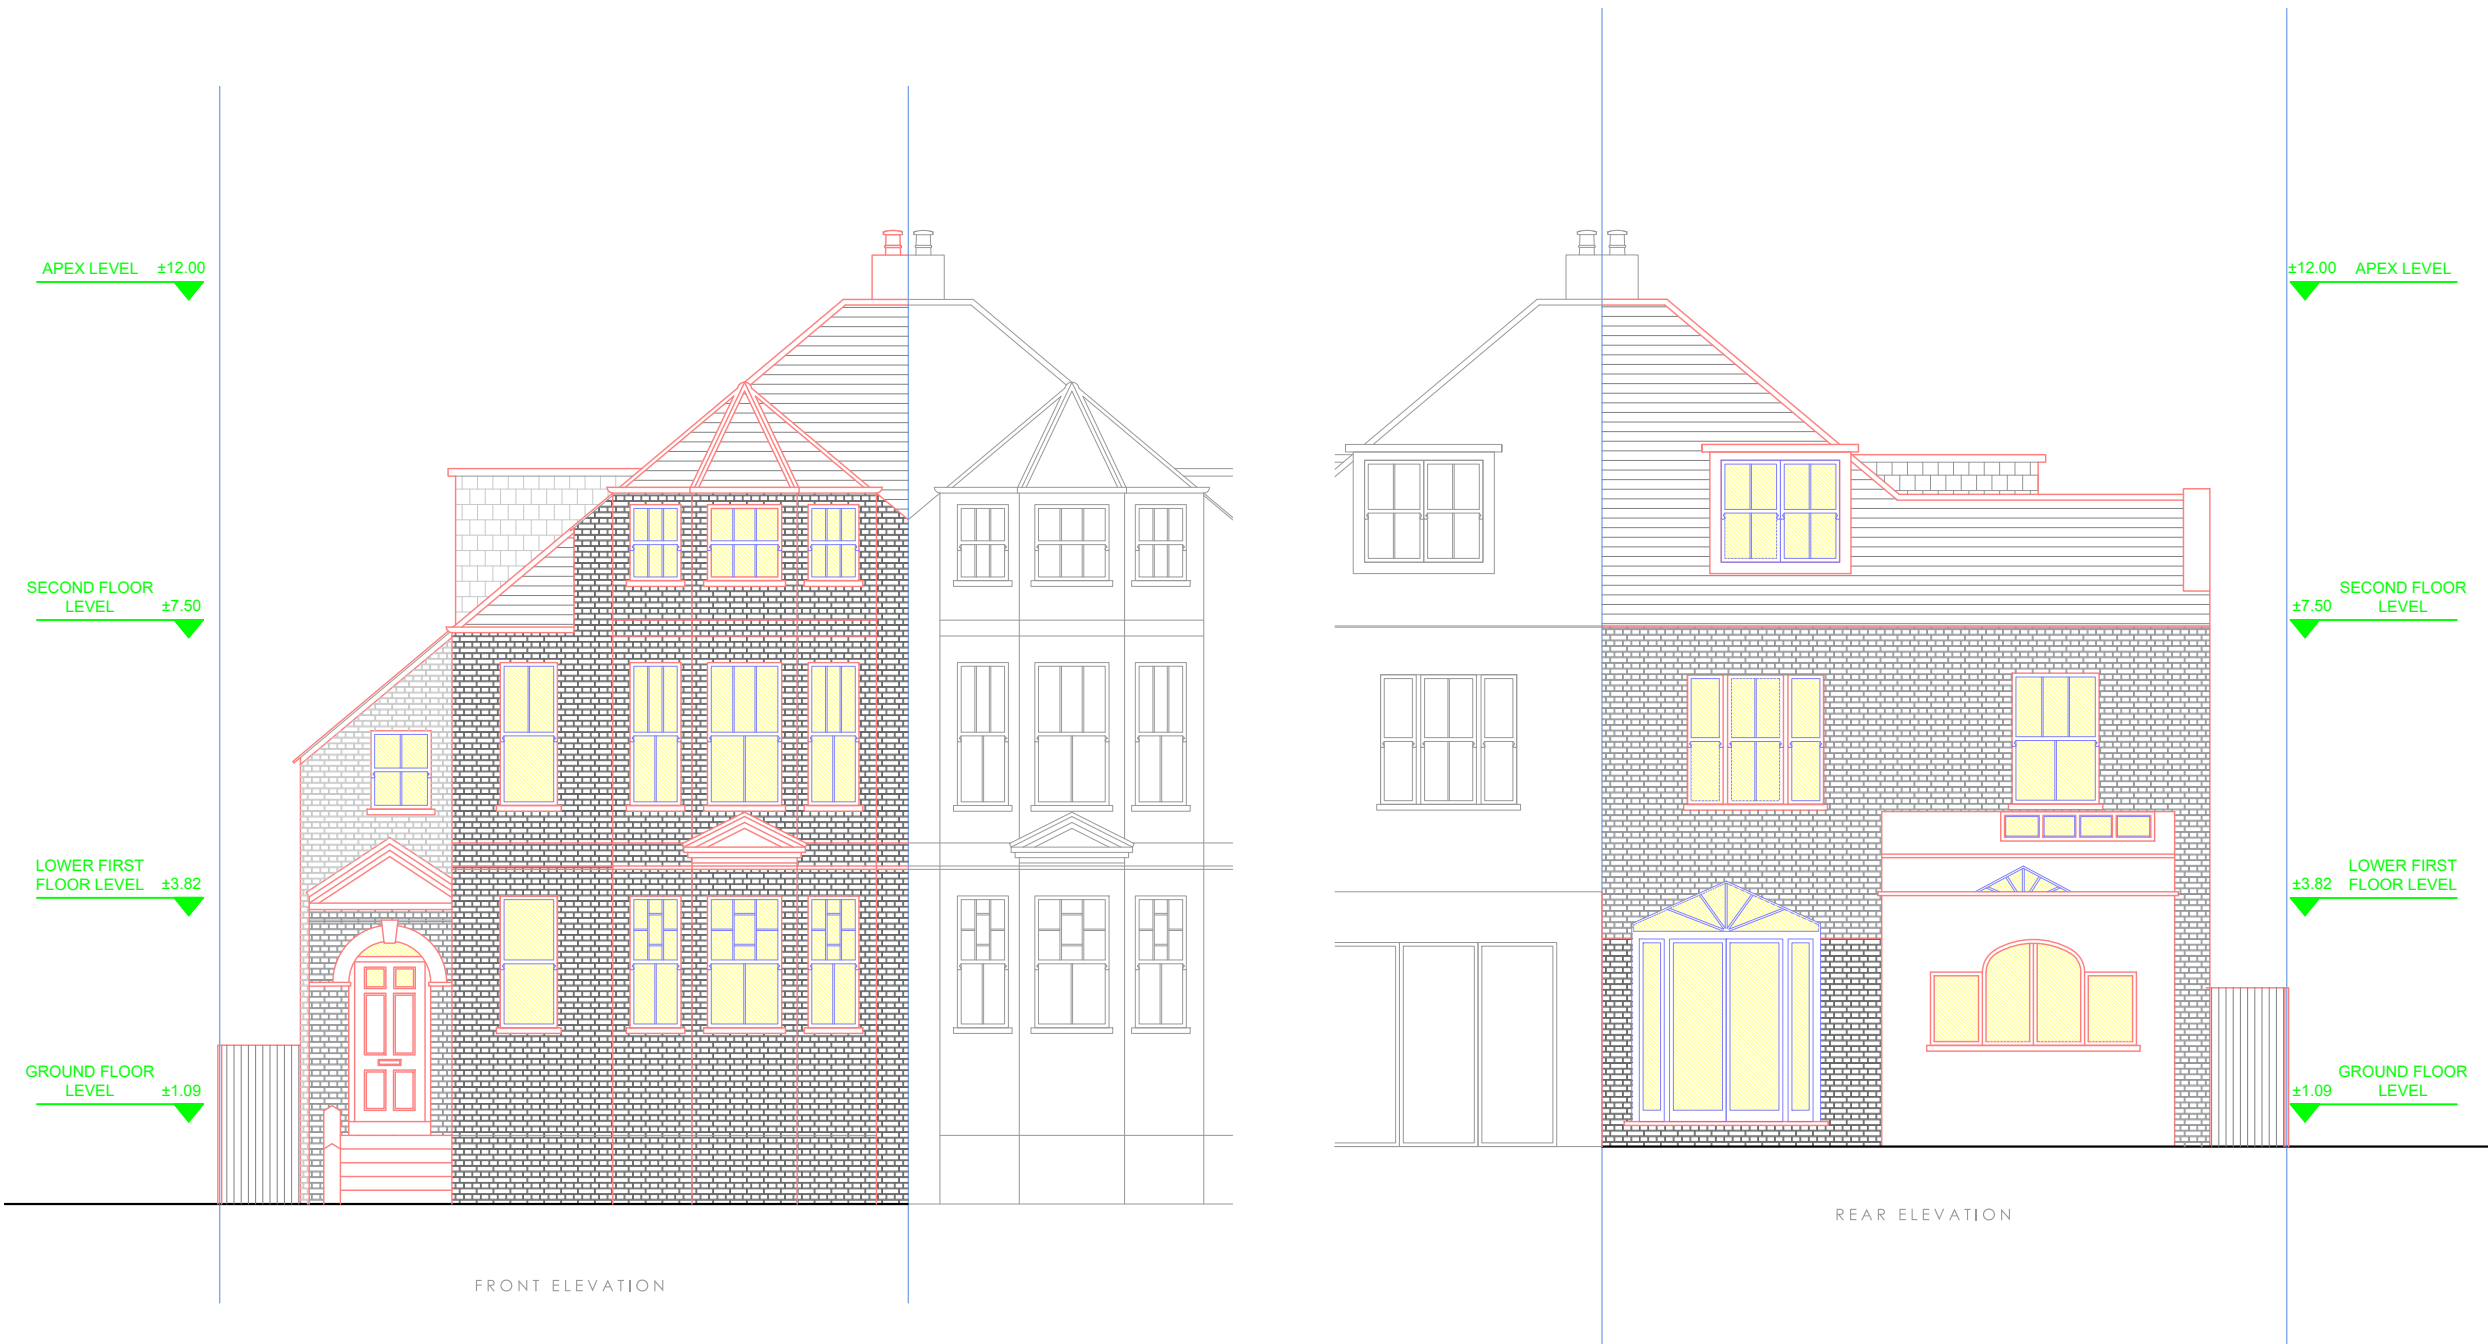 APEX LEVEL ±12.00
SECOND FLOOR
LEVEL ±7.50
LOWER FIRST
FLOOR LEVEL ±3.82
GROUND FLOOR
LEVEL ±1.09
FRONT ELEVATION
±12.00 APEX LEVEL
SECOND FLOOR
±7.50 LEVEL
LOWER FIRST
±3.82 FLOOR LEVEL
GROUND FLOOR
±1.09 LEVEL
REAR ELEVATION